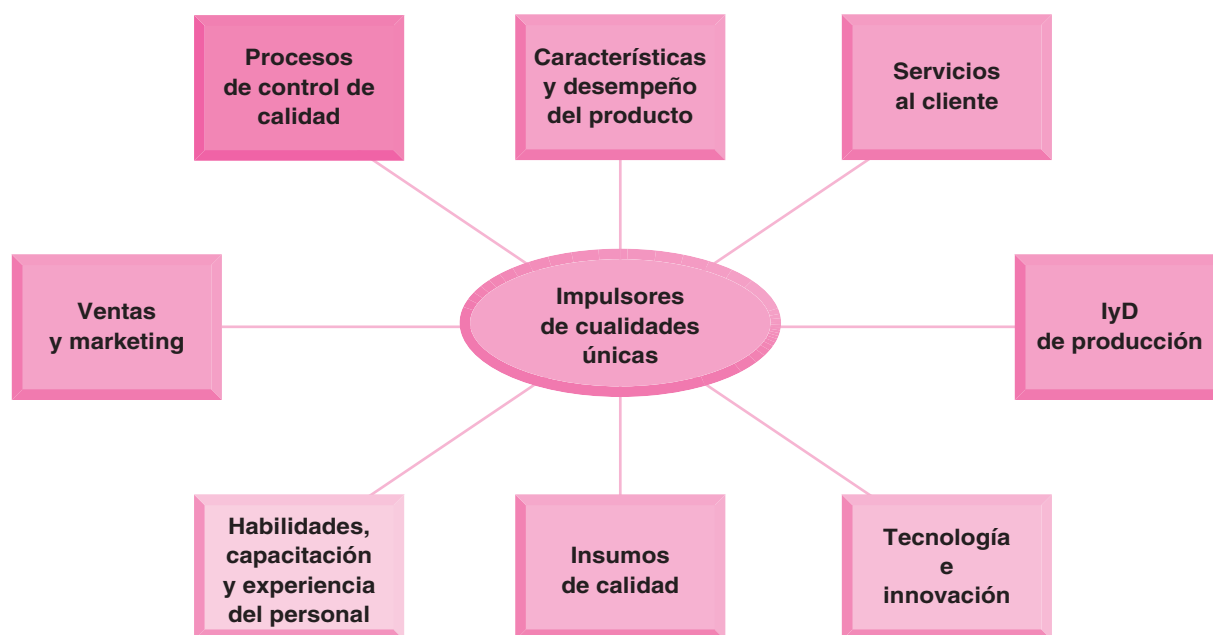 Procesos
de control de
calidad
Características
y desempeño
del producto
Servicios
al cliente
Ventas
y marketing
Impulsores
de cualidades
únicas
IyD
de producción
Habilidades,
capacitación
y experiencia
del personal
Insumos
de calidad
Tecnología
e
innovación